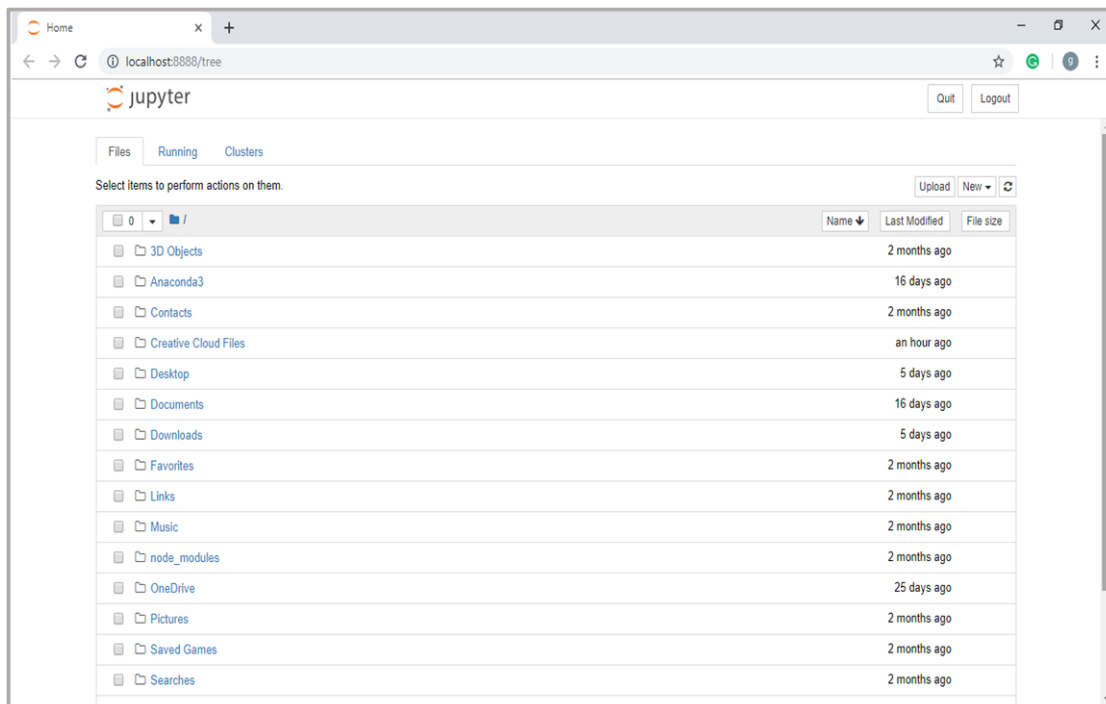 Home
localhost:8888/tree
g
jupyter
Quit Logout
Files Running Clusters
Select items to perform actions on them.
Upload New
0 /
Name Last Modified File size
3D Objects 2 months ago
Anaconda3 16 days ago
Contacts 2 months ago
Creative Cloud Files an hour ago
Desktop 5 days ago
Documents 16 days ago
Downloads 5 days ago
Favorites 2 months ago
Links 2 months ago
Music 2 months ago
node_modules 2 months ago
OneDrive 25 days ago
Pictures 2 months ago
Saved Games 2 months ago
Searches 2 months ago